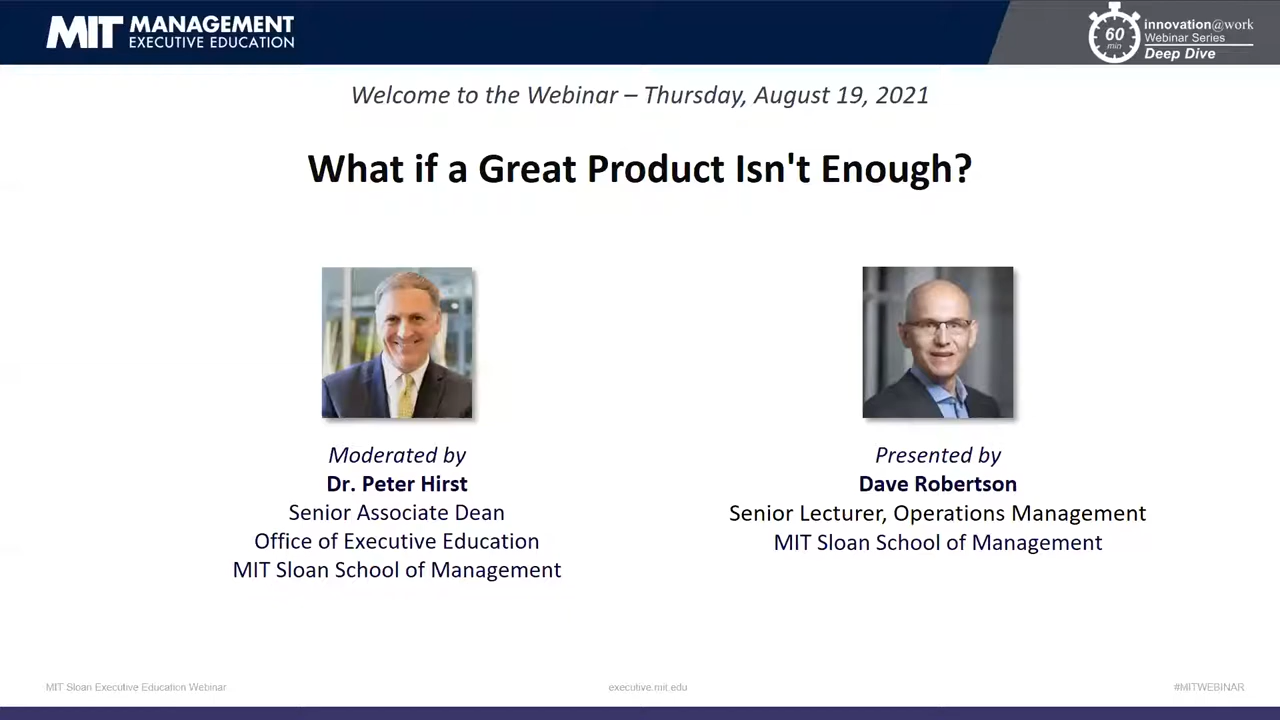 MIT MANAGEMENT
EXECUTIVE EDUCATION
60
min
innovation@work
Webinar Series
Deep Dive
Welcome to the Webinar – Thursday, August 19, 2021
What if a Great Product Isn't Enough?
Moderated by
Dr. Peter Hirst
Senior Associate Dean
Office of Executive Education
MIT Sloan School of Management
Presented by
Dave Robertson
Senior Lecturer, Operations Management
MIT Sloan School of Management
MIT Sloan Executive Education Webinar
executive.mit.edu
#MITWEBINAR